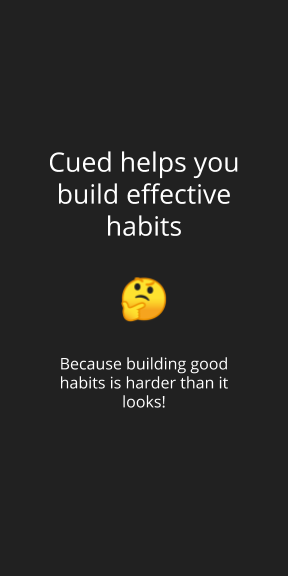 Cued helps you
build effective
habits
Because building good
habits is harder than it
looks!